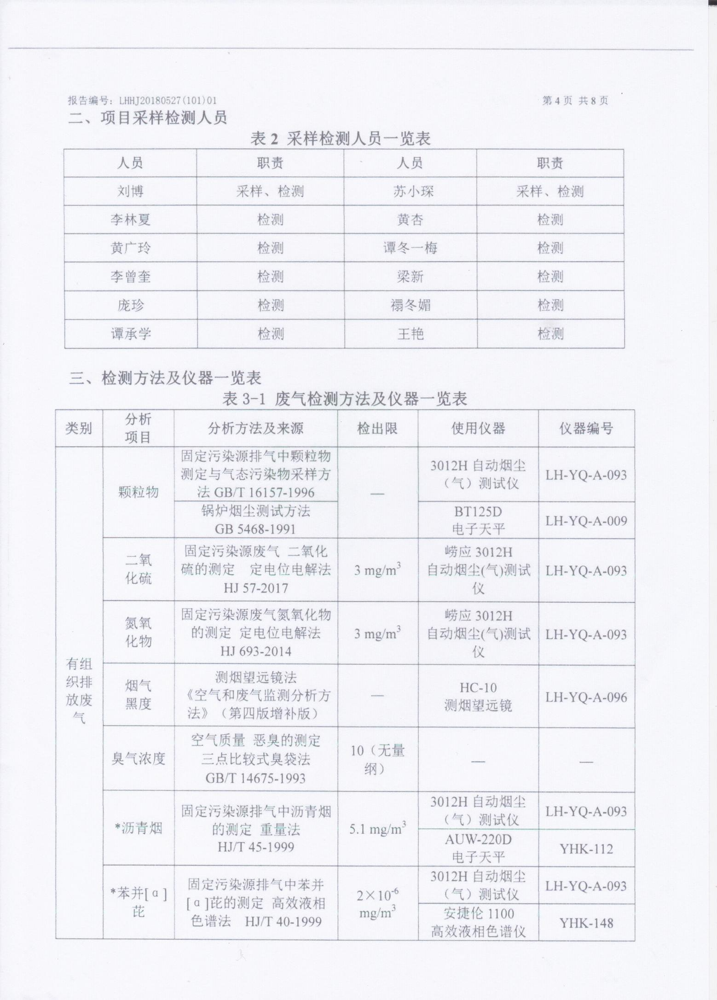 报告编号：LHHJ20180527(101)01
第 4 页 共 8 页
二、项目采样检测人员
表 2 采样检测人员一览表
人员 职责 人员 职责
刘博 采样、检测 苏小琛 采样、检测
李林夏 检测 黄杏 检测
黄广玲 检测 谭冬一梅 检测
李曾奎 检测 梁新 检测
庞珍 检测 禤冬媚 检测
谭承学 检测 王艳 检测
三、检测方法及仪器一览表
表 3-1 废气检测方法及仪器一览表
类别
分析
项目
分析方法及来源
检出限
使用仪器
仪器编号
有组
织排
放废
气
颗粒物
固定污染源排气中颗粒物
测定与气态污染物采样方
法 GB/T 16157-1996
—
3012H 自动烟尘
（气）测试仪
LH-YQ-A-093
锅炉烟尘测试方法
GB 5468-1991
BT125D
电子天平
LH-YQ-A-009
二氧
化硫
固定污染源废气 二氧化
硫的测定 定电位电解法
HJ 57-2017
3 mg/m³
崂应 3012H
自动烟尘(气)测试
仪
LH-YQ-A-093
氮氧
化物
固定污染源废气氮氧化物
的测定 定电位电解法
HJ 693-2014
3 mg/m³
崂应 3012H
自动烟尘(气)测试
仪
LH-YQ-A-093
烟气
黑度
测烟望远镜法
《空气和废气监测分析方
法》（第四版增补版）
—
HC-10
测烟望远镜
LH-YQ-A-096
臭气浓度
空气质量 恶臭的测定
三点比较式臭袋法
GB/T 14675-1993
10（无量
纲）
—
—
*沥青烟
固定污染源排气中沥青烟
的测定 重量法
HJ/T 45-1999
5.1 mg/m³
3012H 自动烟尘
（气）测试仪
LH-YQ-A-093
AUW-220D
电子天平
YHK-112
*苯并[ɑ]
芘
固定污染源排气中苯并
[ɑ]芘的测定 高效液相
色谱法 HJ/T 40-1999
2×10⁻⁶
mg/m³
3012H 自动烟尘
（气）测试仪
LH-YQ-A-093
安捷伦 1100
高效液相色谱仪
YHK-148